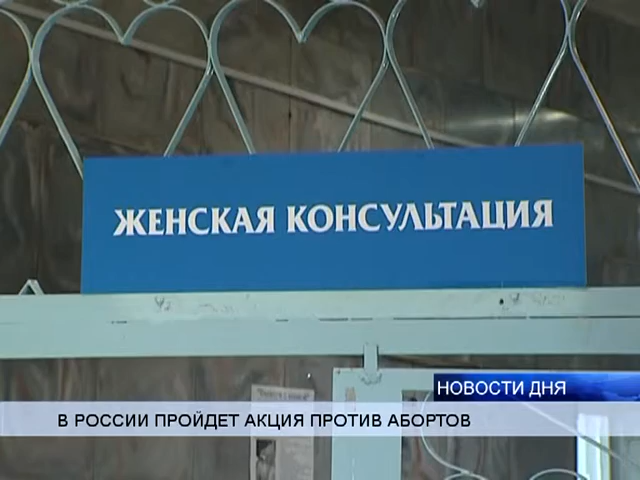 ЖЕНСКАЯ КОНСУЛЬТАЦИЯ
НОВОСТИ ДНЯ
В РОССИИ ПРОЙДЕТ АКЦИЯ ПРОТИВ АБОРТОВ